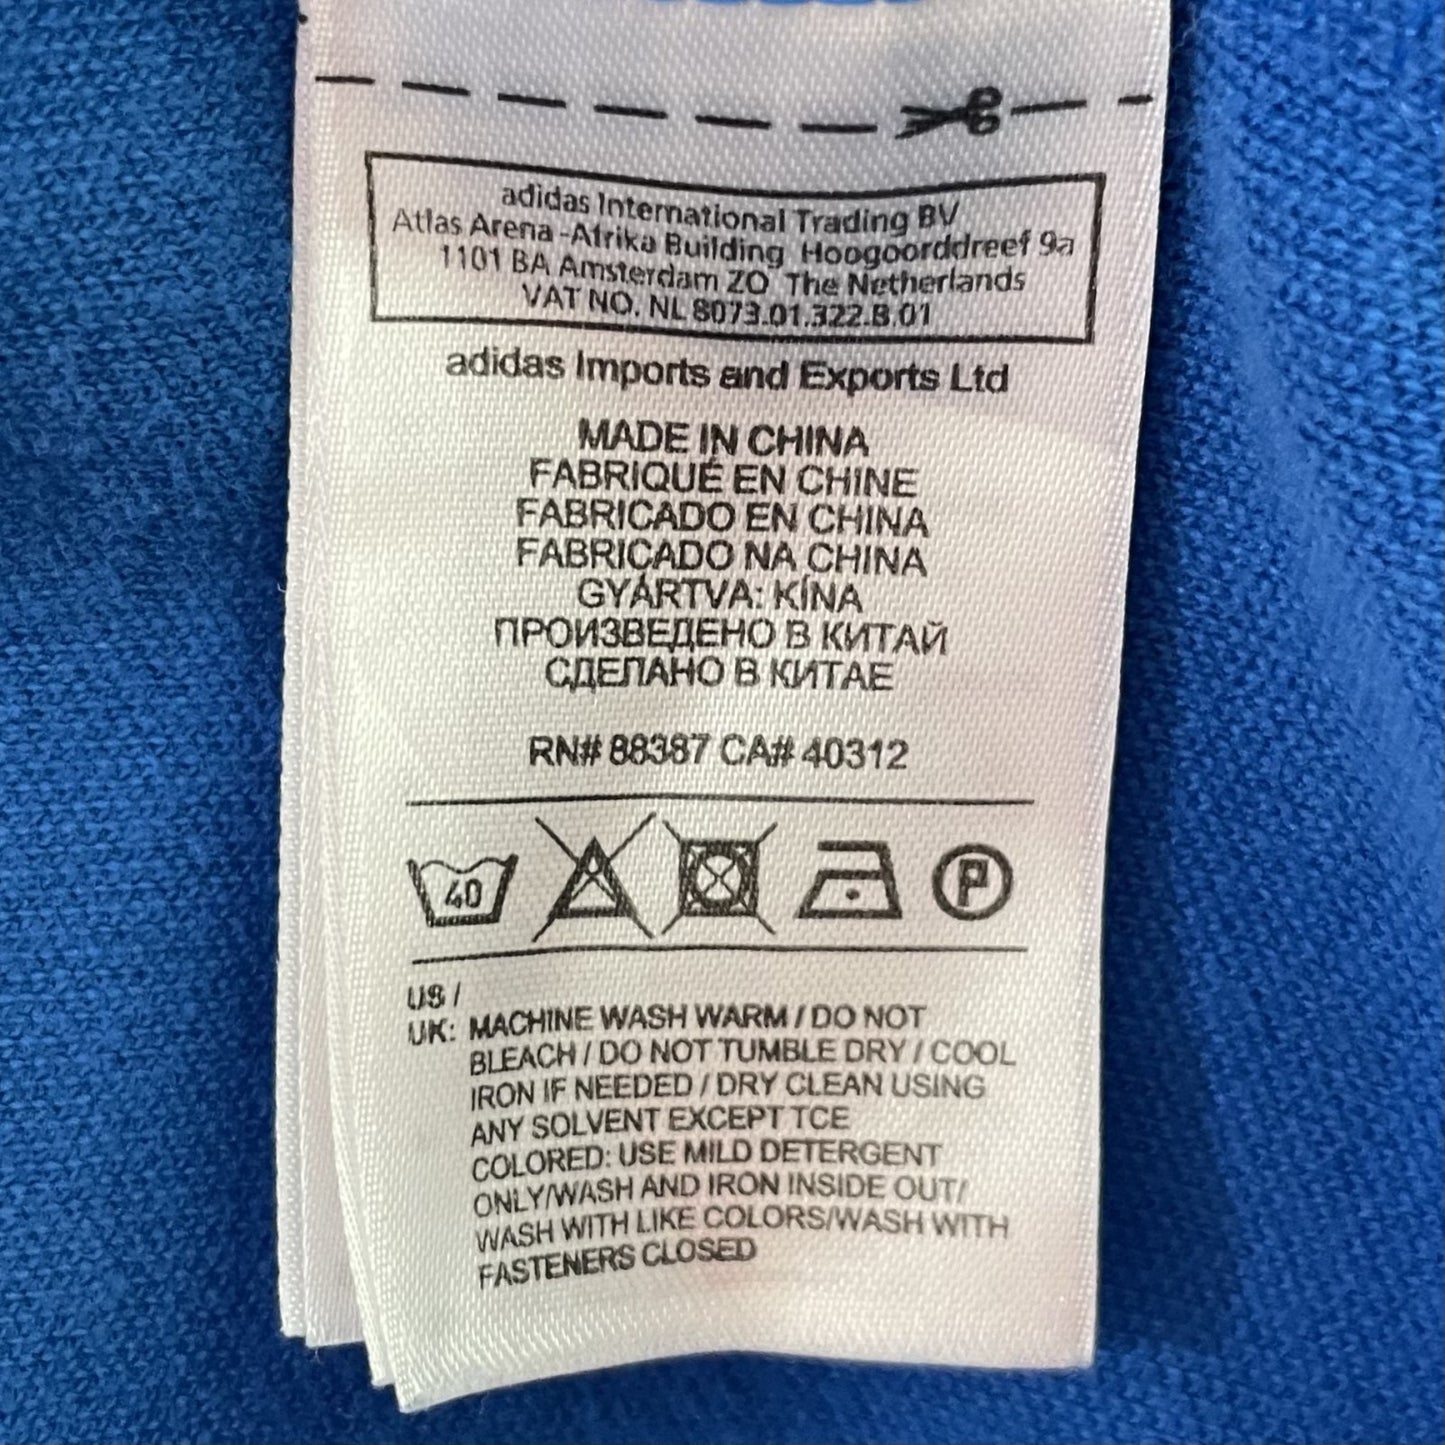 adidas International Trading BV
Atlas Arena -Afrika Building Hoogoorddreef 9a
1101 BA Amsterdam ZO The Netherlands
VAT NO. NL 8073.01.322.B.01
adidas Imports and Exports Ltd
MADE IN CHINA
FABRIQUÉ EN CHINE
FABRICADO EN CHINA
FABRICADO NA CHINA
GYÁRTVA: KÍNA
ПРОИЗВЕДЕНО В КИТАЙ
СДЕЛАНО В КИТАЕ
RN# 88387 CA# 40312
40 P
US /
UK: MACHINE WASH WARM / DO NOT
BLEACH / DO NOT TUMBLE DRY / COOL
IRON IF NEEDED / DRY CLEAN USING
ANY SOLVENT EXCEPT TCE
COLORED: USE MILD DETERGENT
ONLY/WASH AND IRON INSIDE OUT/
WASH WITH LIKE COLORS/WASH WITH
FASTENERS CLOSED